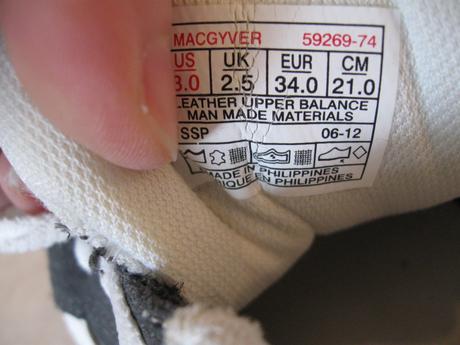 MACGYVER 59269-74
US UK EUR CM
3.0 2.5 34.0 21.0
LEATHER UPPER BALANCE
MAN MADE MATERIALS
SSP 06-12
MADE IN PHILIPPINES
IQUE EN PHILIPPINES